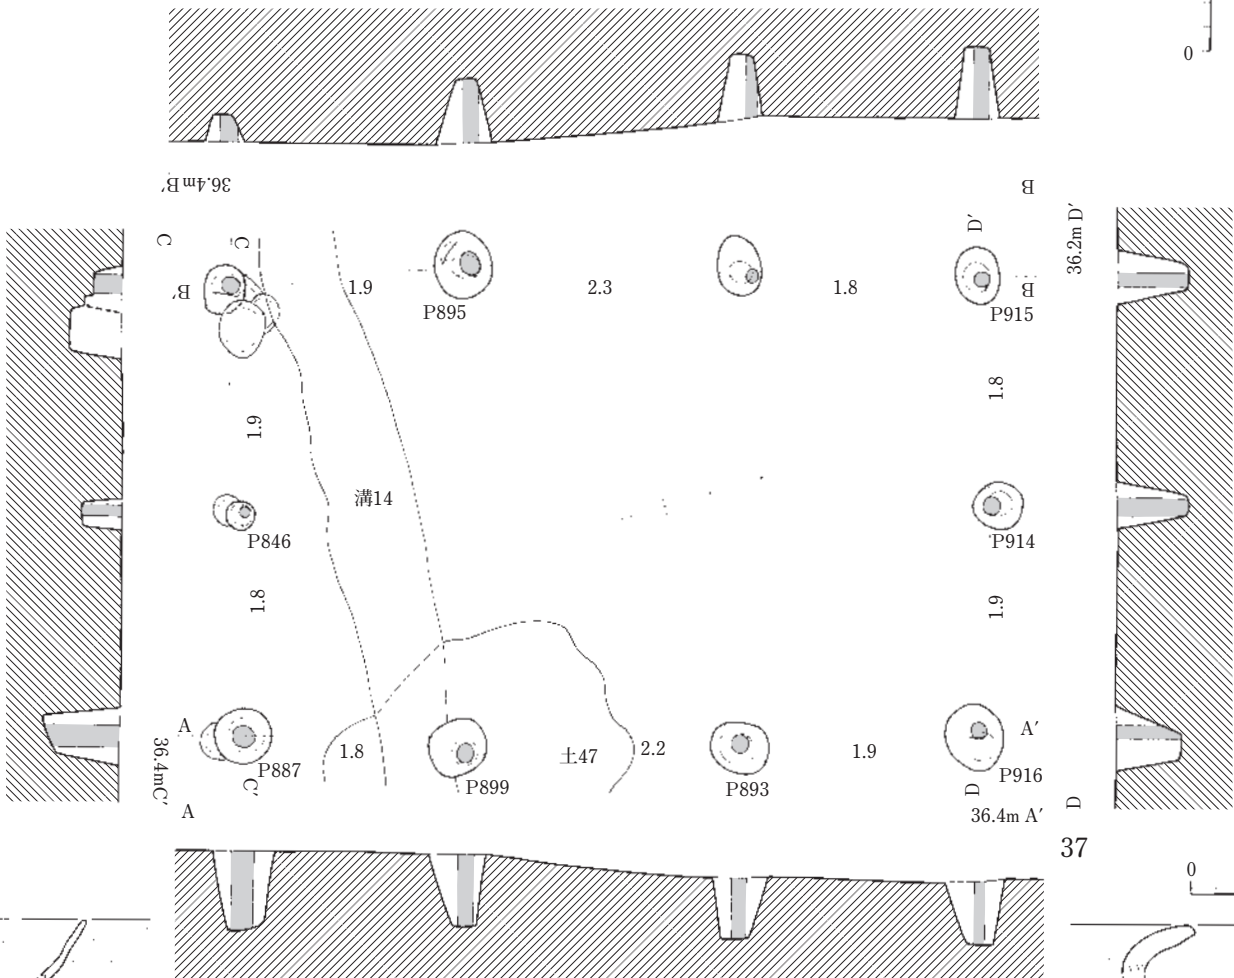 0
36.4m B′
B
C
C
D′
36.2m D′
B′
1.9
2.3
1.8
B
P895
P915
1.8
1.9
溝14
P846
P914
1.8
1.9
A
A′
1.8
土47
2.2
1.9
P887
P899
P893
P916
36.4m C′
C′
D
D
A
36.4m A′
37
0